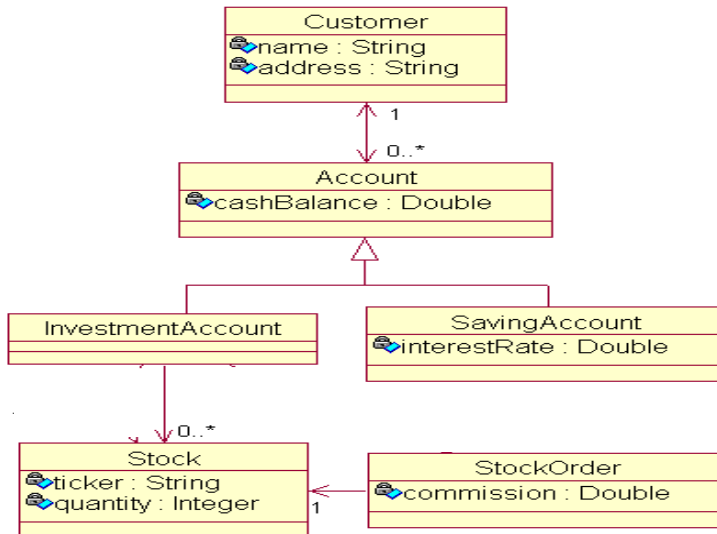 Customer
name : String
address : String
1
0..*
Account
cashBalance : Double
InvestmentAccount
SavingAccount
interestRate : Double
0..*
Stock
ticker : String
quantity : Integer
1
StockOrder
commission : Double